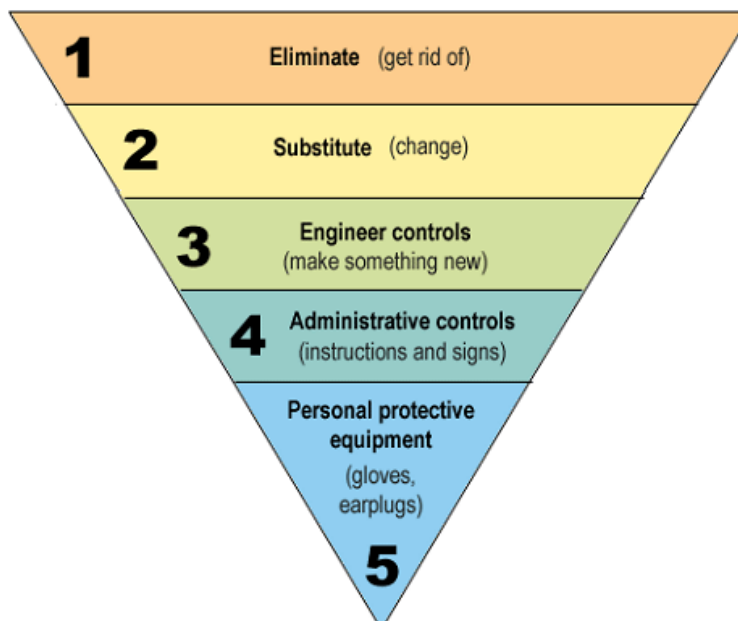 1 Eliminate (get rid of)
2 Substitute (change)
3 Engineer controls
(make something new)
4 Administrative controls
(instructions and signs)
Personal protective
equipment
(gloves,
earplugs)
5